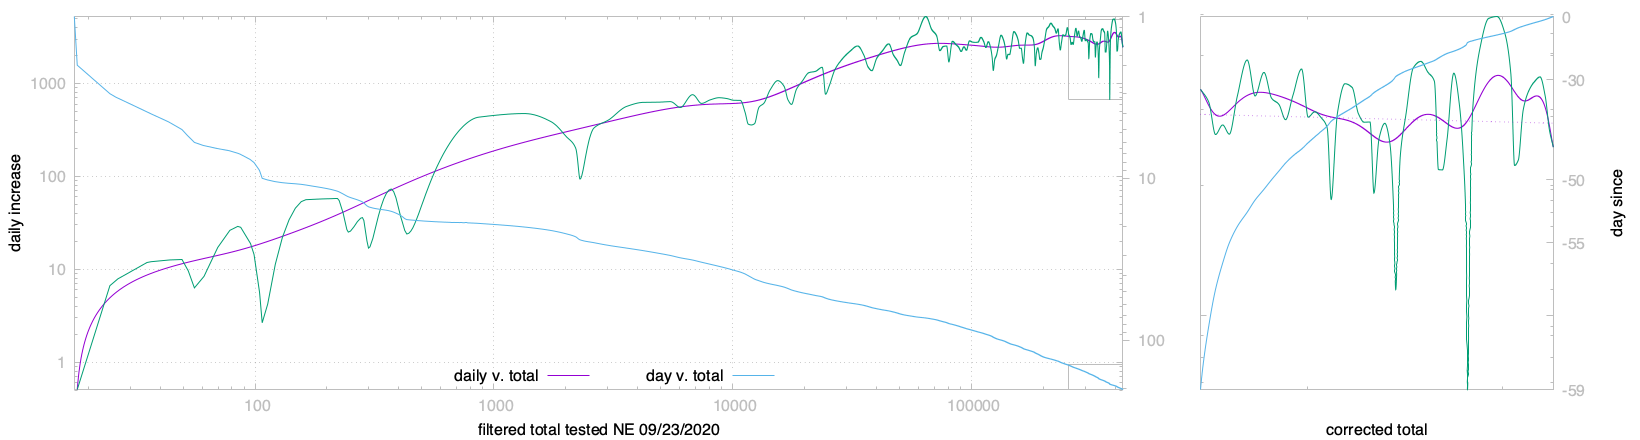 daily increase
1000
100
10
1
100
1000
10000
100000
1
10
100
daily v. total
day v. total
filtered total tested NE 09/23/2020
0
-30
-50
-55
-59
day since
corrected total